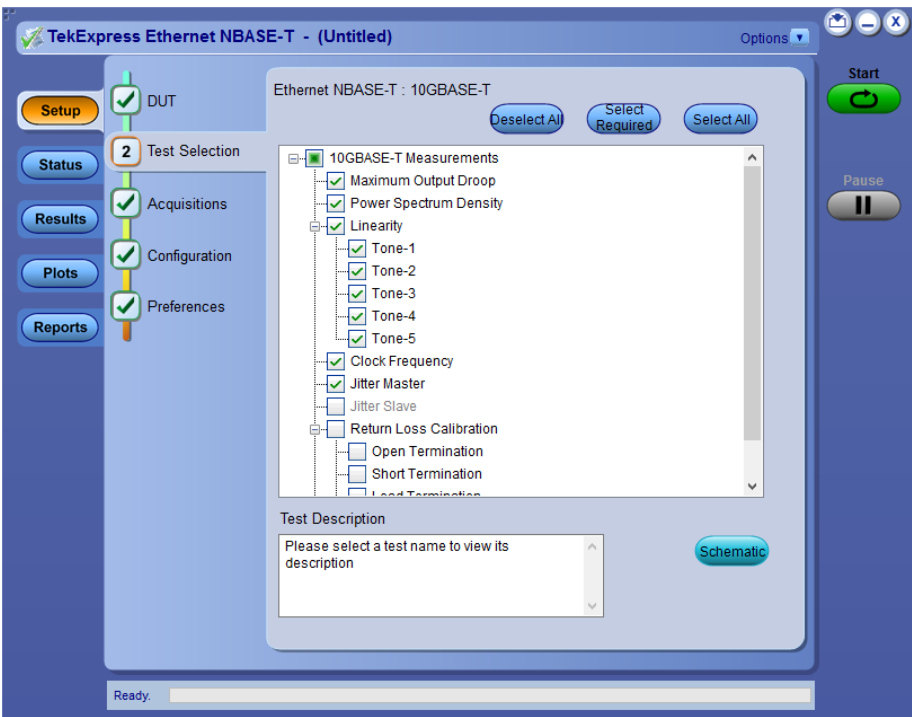 TekExpress Ethernet NBASE-T - (Untitled)
Options
Start
Pause
Setup
Status
Results
Plots
Reports
DUT
2 Test Selection
Acquisitions
Configuration
Preferences
Ethernet NBASE-T : 10GBASE-T
Deselect All
Select Required
Select All
10GBASE-T Measurements
Maximum Output Droop
Power Spectrum Density
Linearity
Tone-1
Tone-2
Tone-3
Tone-4
Tone-5
Clock Frequency
Jitter Master
Jitter Slave
Return Loss Calibration
Open Termination
Short Termination
Load Termination
Test Description
Please select a test name to view its
description
Schematic
Ready.